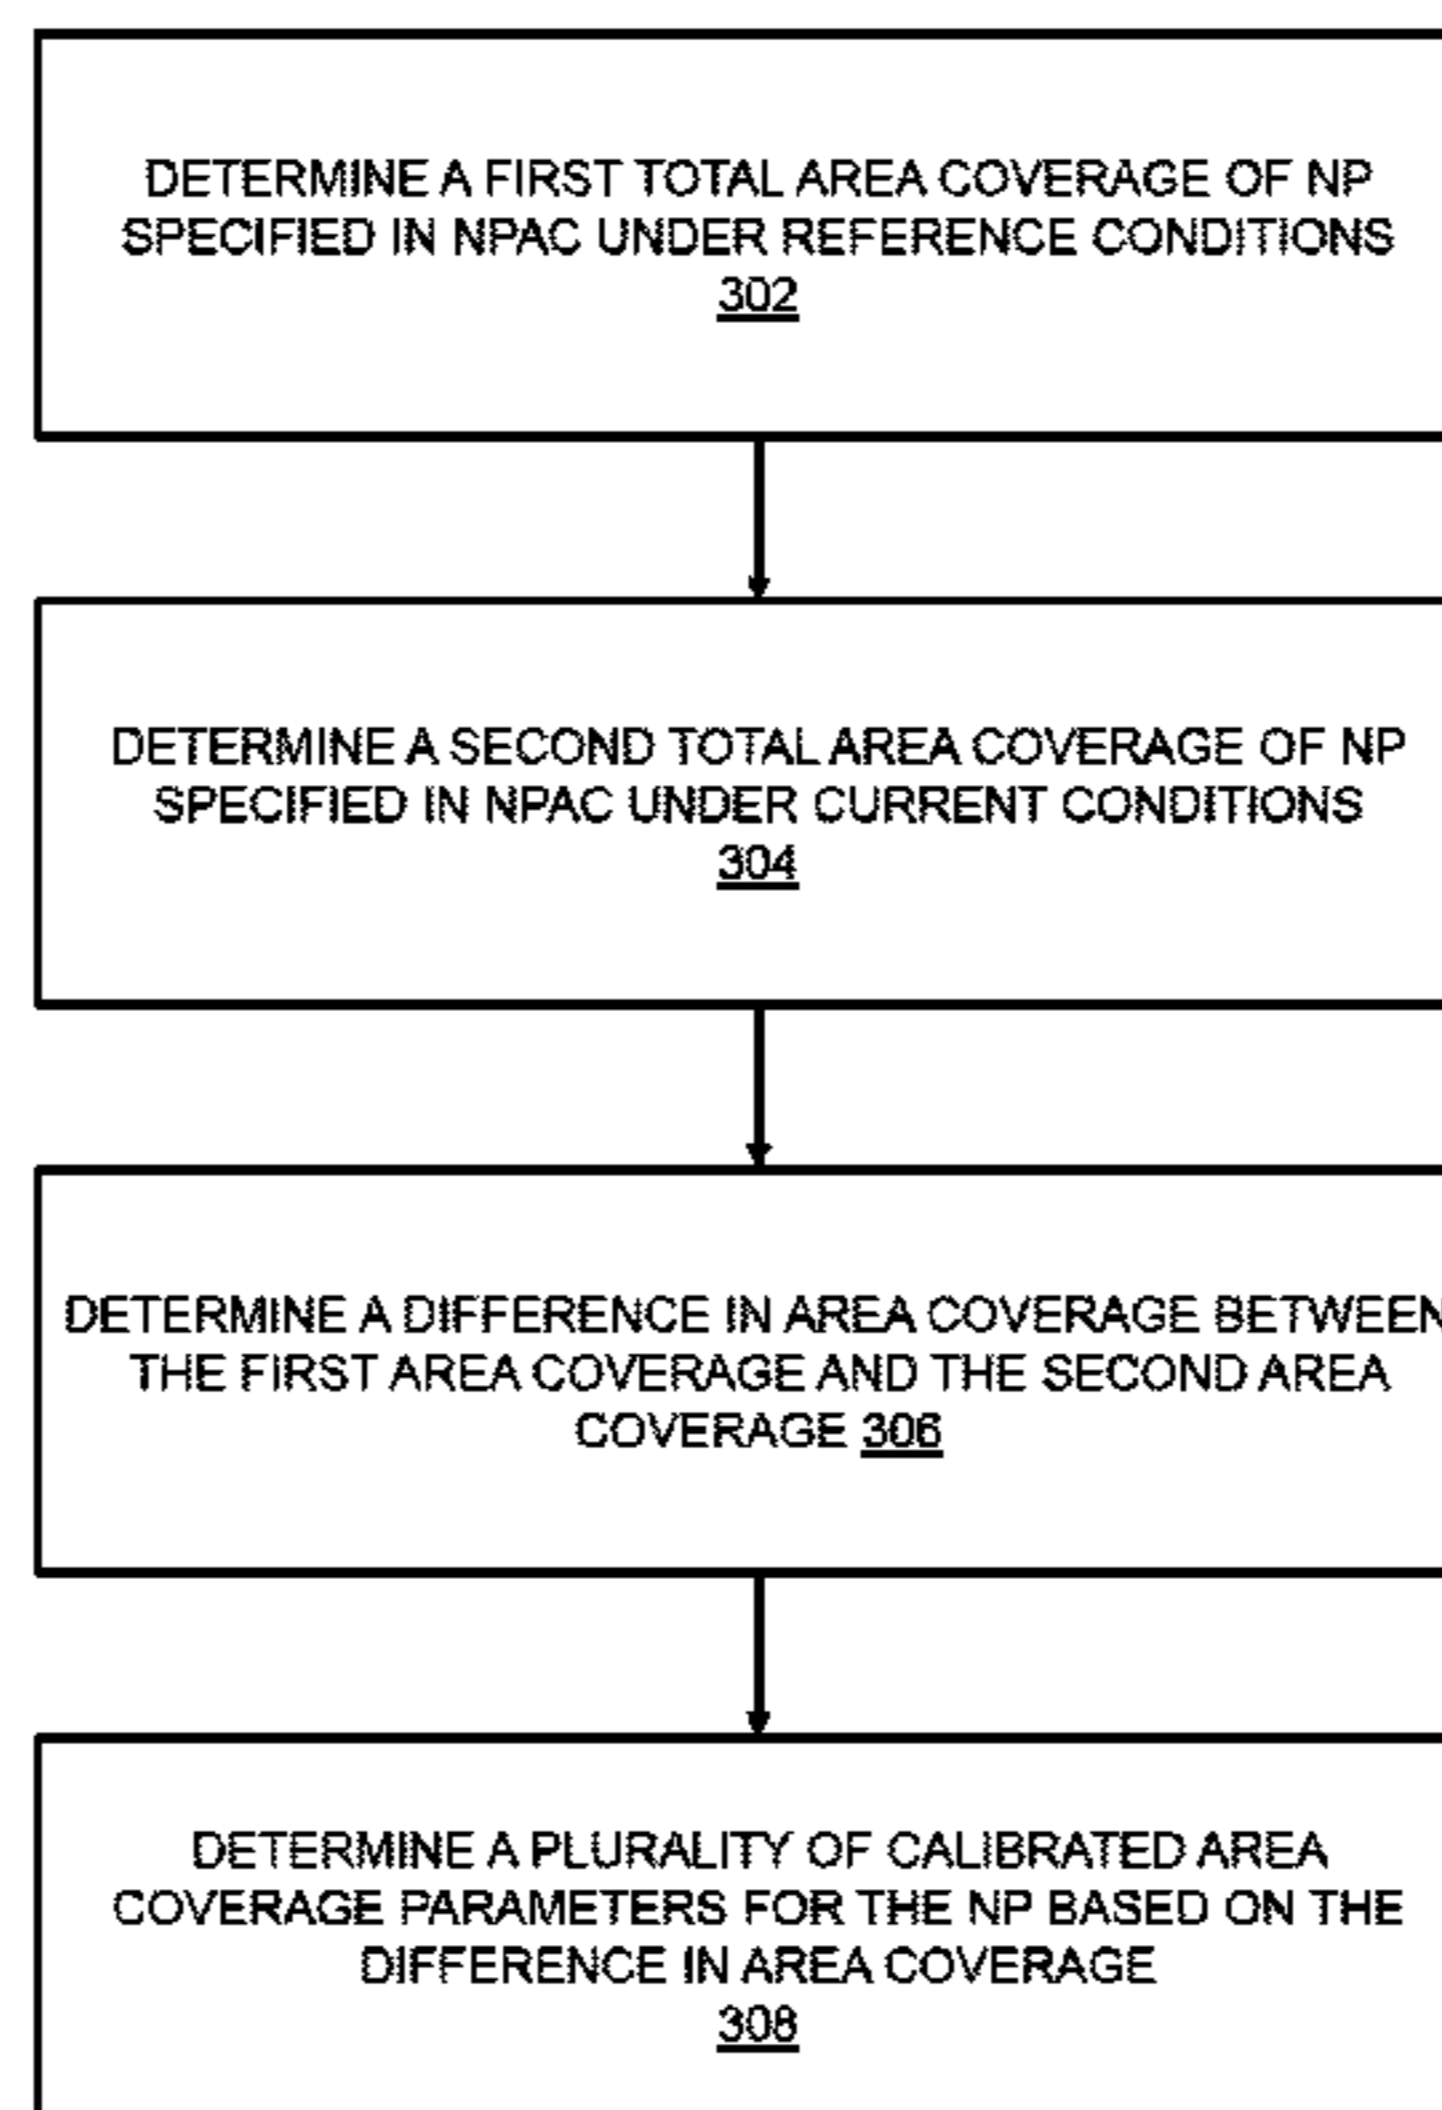 DETERMINE A FIRST TOTAL AREA COVERAGE OF NP
SPECIFIED IN NPAC UNDER REFERENCE CONDITIONS
302
DETERMINE A SECOND TOTAL AREA COVERAGE OF NP
SPECIFIED IN NPAC UNDER CURRENT CONDITIONS
304
DETERMINE A DIFFERENCE IN AREA COVERAGE BETWEEN
THE FIRST AREA COVERAGE AND THE SECOND AREA
COVERAGE 306
DETERMINE A PLURALITY OF CALIBRATED AREA
COVERAGE PARAMETERS FOR THE NP BASED ON THE
DIFFERENCE IN AREA COVERAGE
308